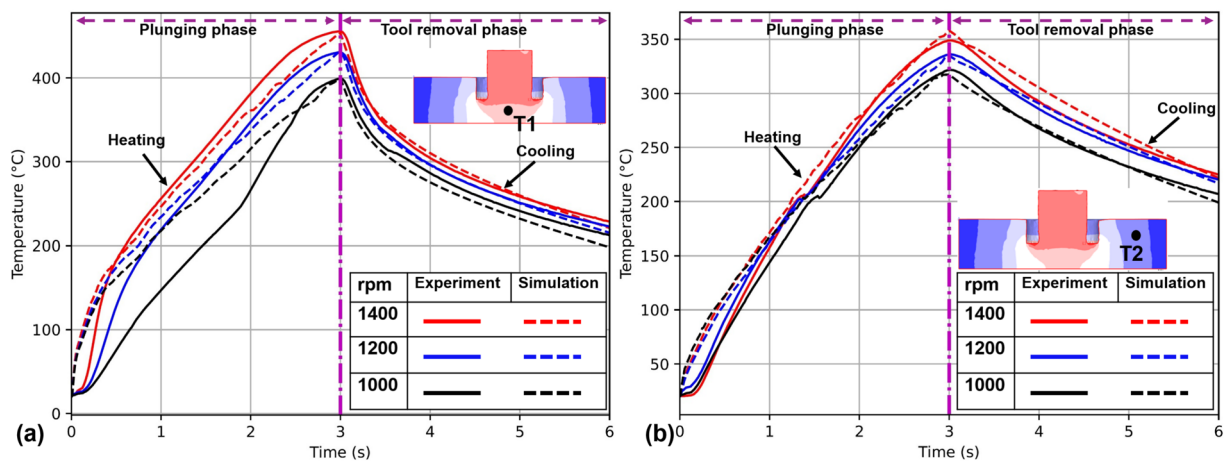 Plunging phase
Tool removal phase
400
300
200
100
0
Temperature (°C)
Heating
T1
Cooling
rpm Experiment Simulation
1400
1200
1000
0 1 2 3 4 5 6
Time (s)
(a)
Plunging phase
Tool removal phase
350
300
250
200
150
100
50
Temperature (°C)
Heating
Cooling
T2
rpm Experiment Simulation
1400
1200
1000
0 1 2 3 4 5 6
Time (s)
(b)